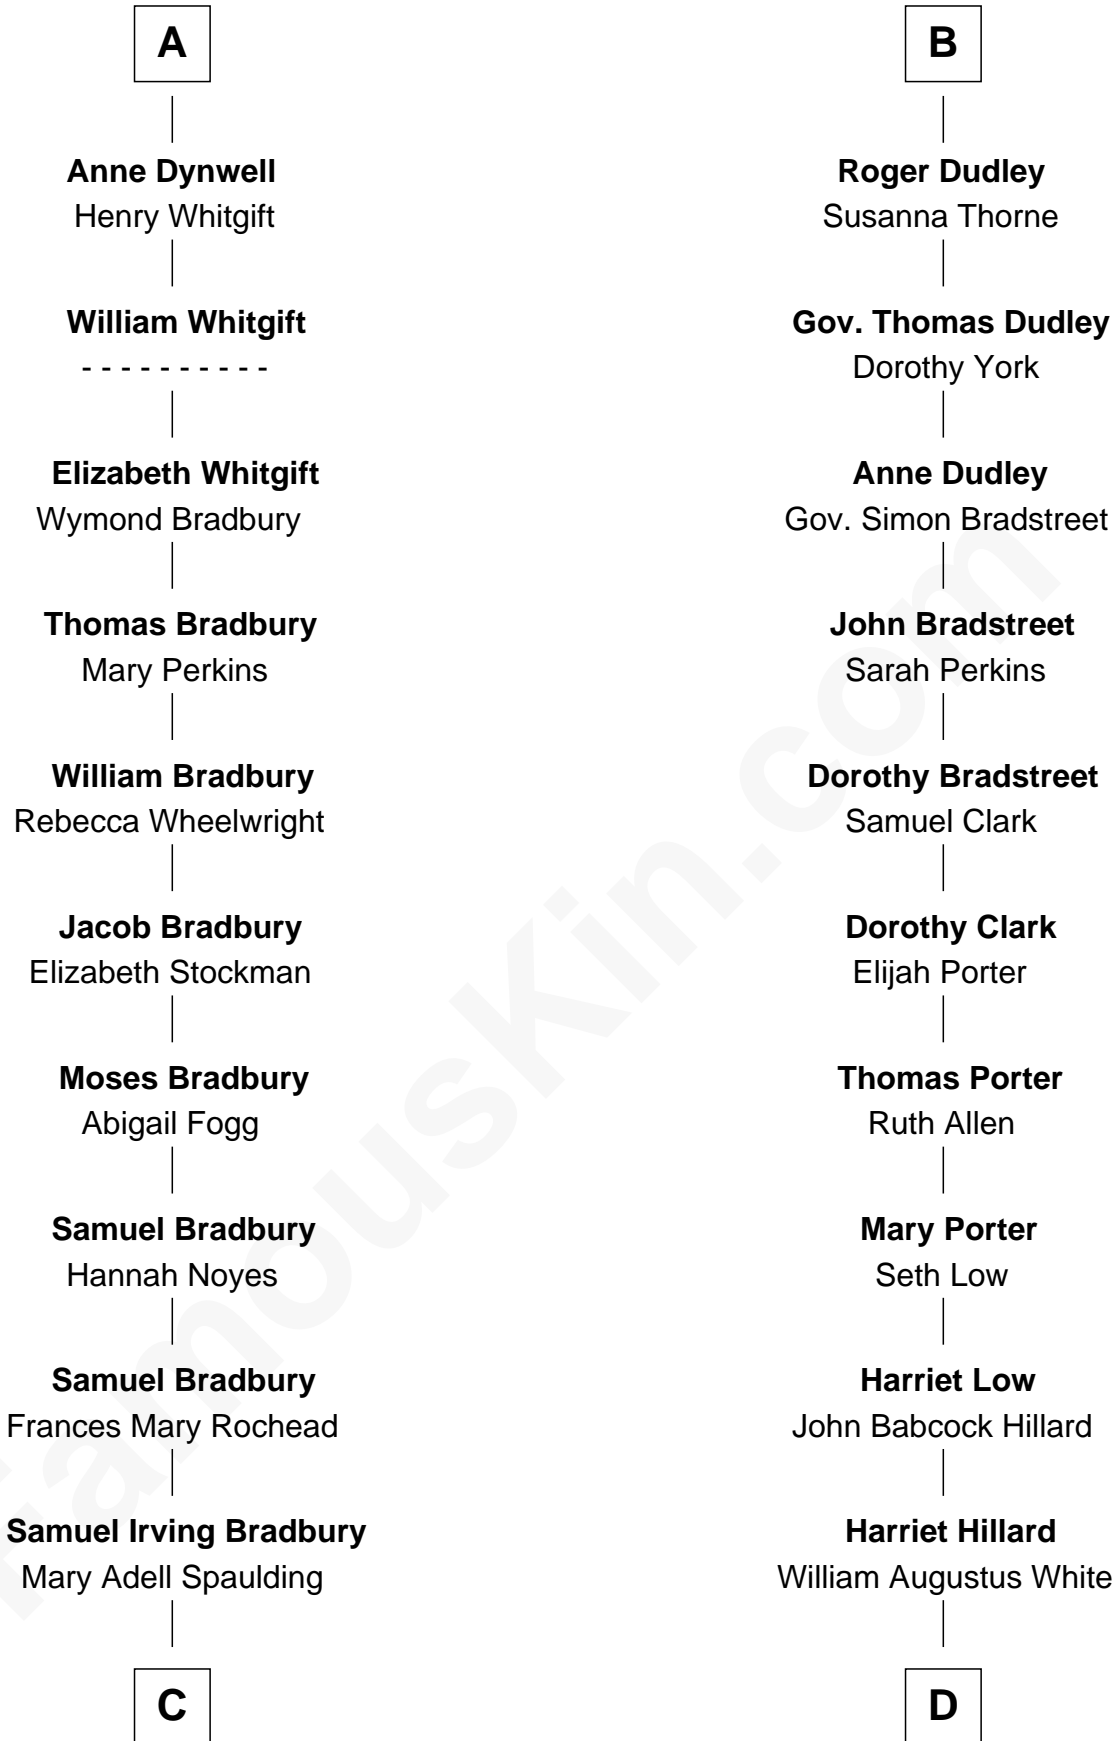 A
Anne Dynwell
Henry Whitgift
William Whitgift
- - - - - - - - - -
Elizabeth Whitgift
Wymond Bradbury
Thomas Bradbury
Mary Perkins
William Bradbury
Rebecca Wheelwright
Jacob Bradbury
Elizabeth Stockman
Moses Bradbury
Abigail Fogg
Samuel Bradbury
Hannah Noyes
Samuel Bradbury
Frances Mary Rochead
Samuel Irving Bradbury
Mary Adell Spaulding
C
B
Roger Dudley
Susanna Thorne
Gov. Thomas Dudley
Dorothy York
Anne Dudley
Gov. Simon Bradstreet
John Bradstreet
Sarah Perkins
Dorothy Bradstreet
Samuel Clark
Dorothy Clark
Elijah Porter
Thomas Porter
Ruth Allen
Mary Porter
Seth Low
Harriet Low
John Babcock Hillard
Harriet Hillard
William Augustus White
D
FamousKin.com